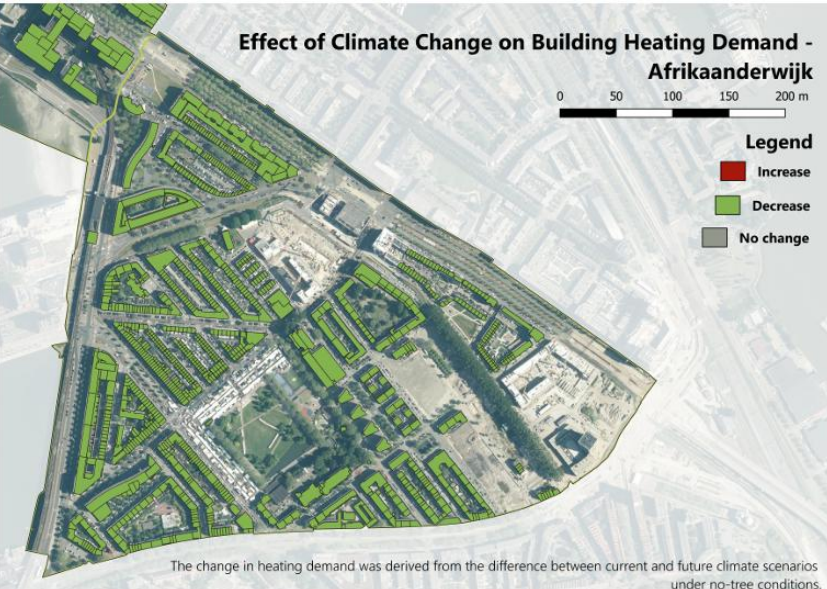 Effect of Climate Change on Building Heating Demand -
Afrikaanderwijk
0 50 100 150 200 m
Legend
Increase
Decrease
No change
The change in heating demand was derived from the difference between current and future climate scenarios
under no-tree conditions.